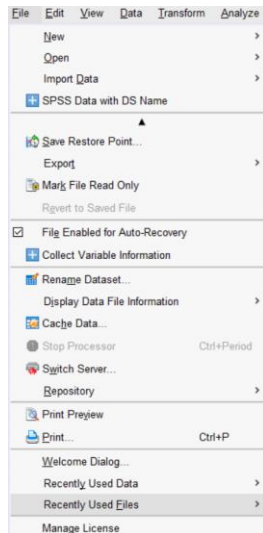 File Edit View Data Transform Analyze
New
Open
Import Data
SPSS Data with DS Name
Save Restore Point...
Export
Mark File Read Only
Revert to Saved File
File Enabled for Auto-Recovery
Collect Variable Information
Rename Dataset...
Display Data File Information
Cache Data...
Stop Processor Ctrl+Period
Switch Server...
Repository
Print Preview
Print... Ctrl+P
Welcome Dialog...
Recently Used Data
Recently Used Files
Manage License